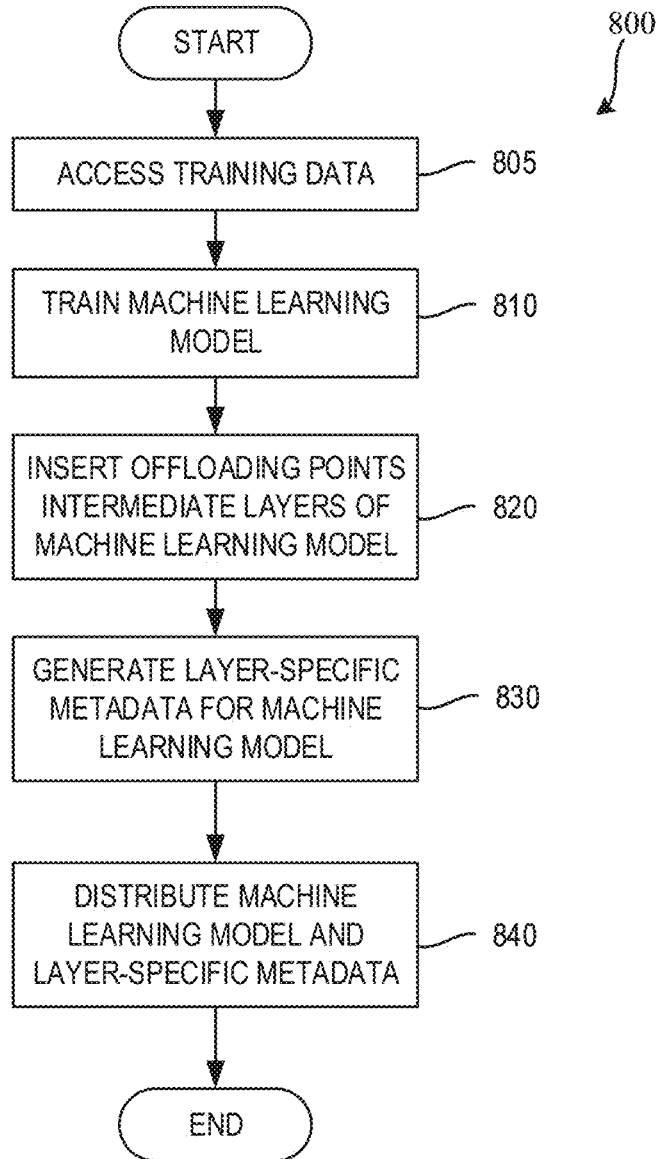 800
START
ACCESS TRAINING DATA
805
TRAIN MACHINE LEARNING
MODEL
810
INSERT OFFLOADING POINTS
INTERMEDIATE LAYERS OF
MACHINE LEARNING MODEL
820
GENERATE LAYER-SPECIFIC
METADATA FOR MACHINE
LEARNING MODEL
830
DISTRIBUTE MACHINE
LEARNING MODEL AND
LAYER-SPECIFIC METADATA
840
END